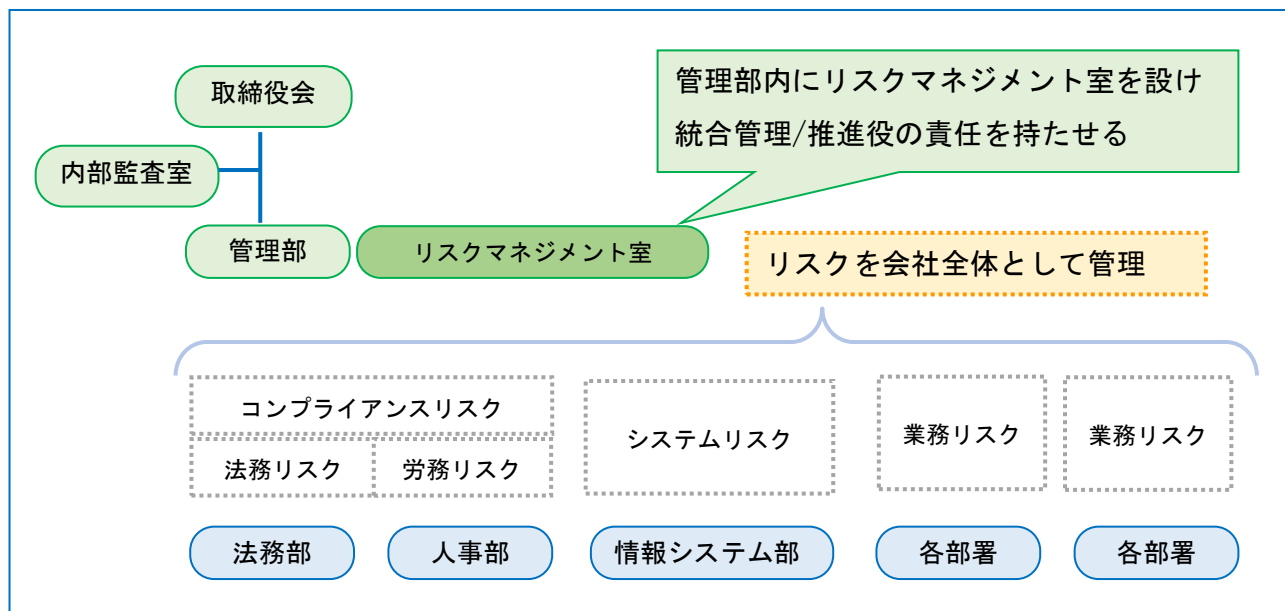 取締役会
管理部内にリスクマネジメント室を設け
統合管理/推進役の責任を持たせる
内部監査室
管理部
リスクマネジメント室
リスクを会社全体として管理
コンプライアンスリスク
法務リスク
労務リスク
システムリスク
業務リスク
業務リスク
法務部
人事部
情報システム部
各部署
各部署